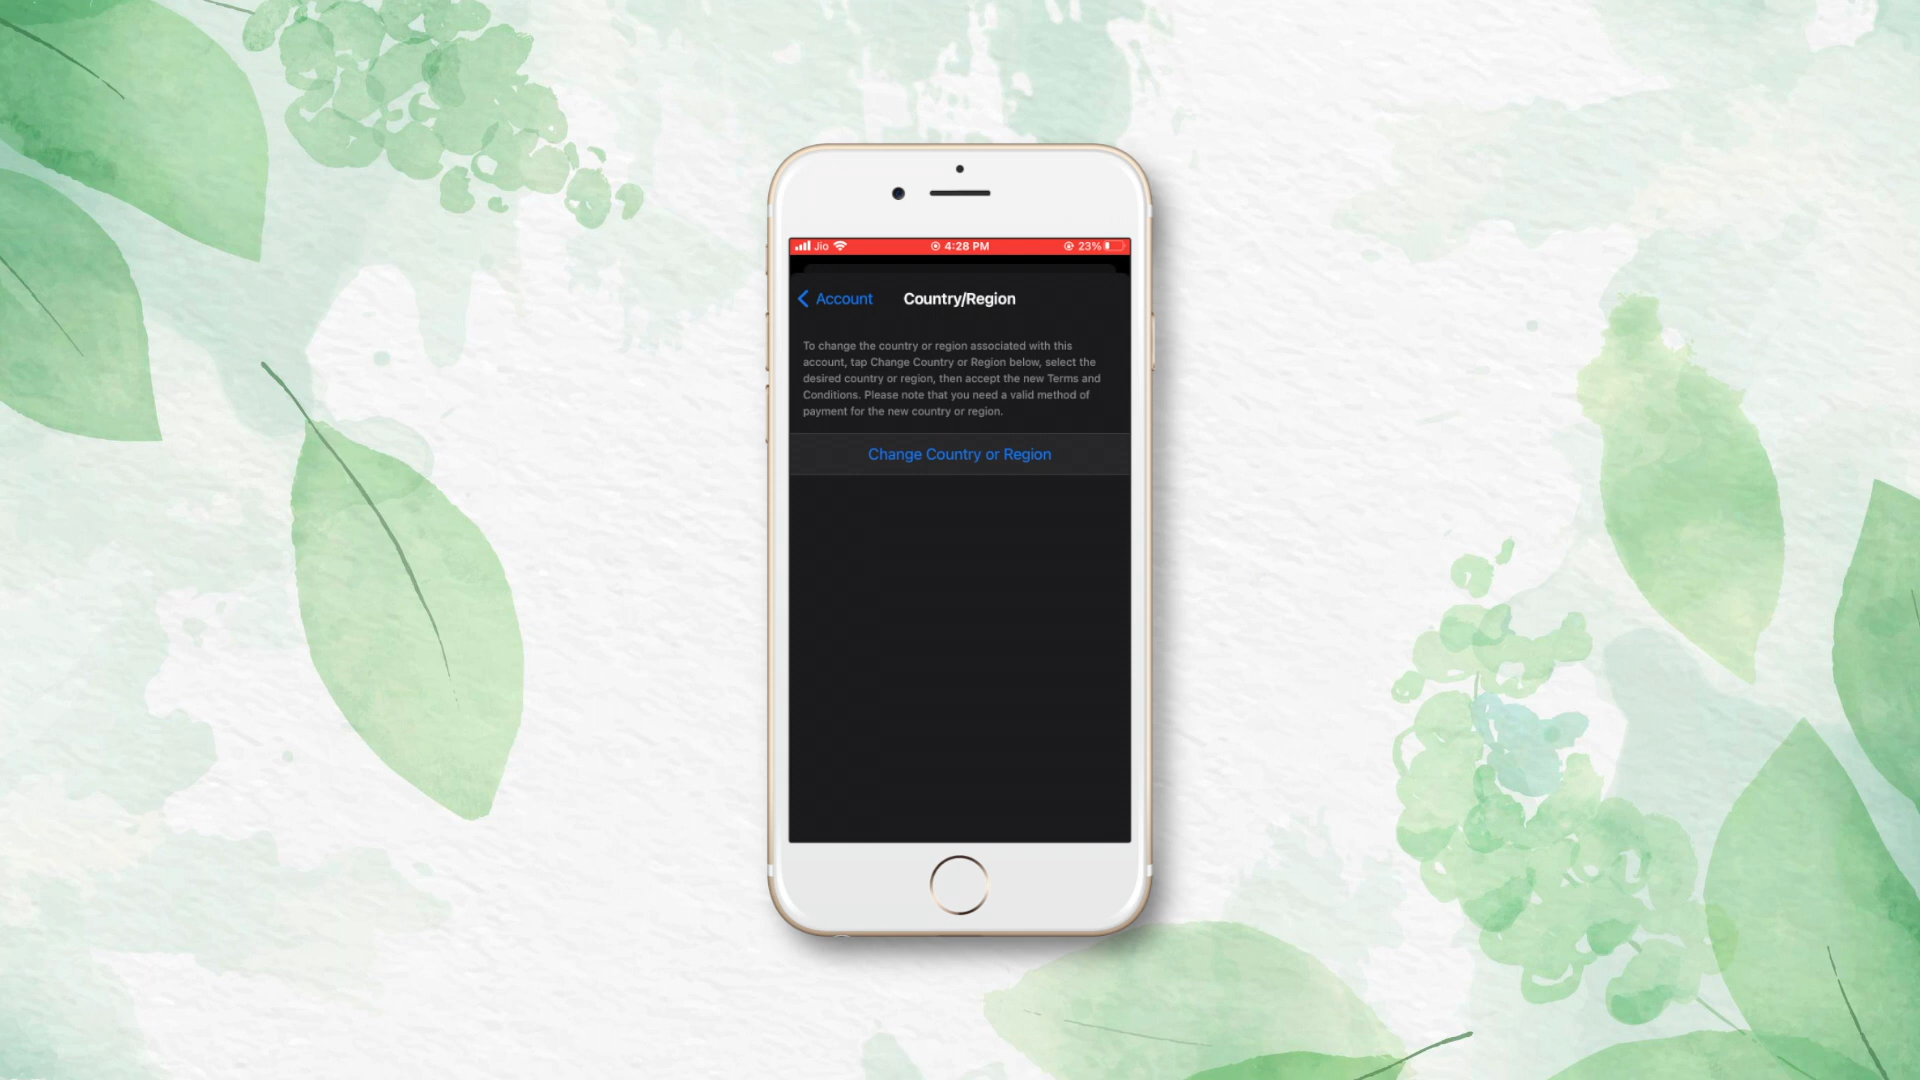 Jio 4:28 PM 23%
Account Country/Region
To change the country or region associated with this
account, tap Change Country or Region below, select the
desired country or region, then accept the new Terms and
Conditions. Please note that you need a valid method of
payment for the new country or region.
Change Country or Region